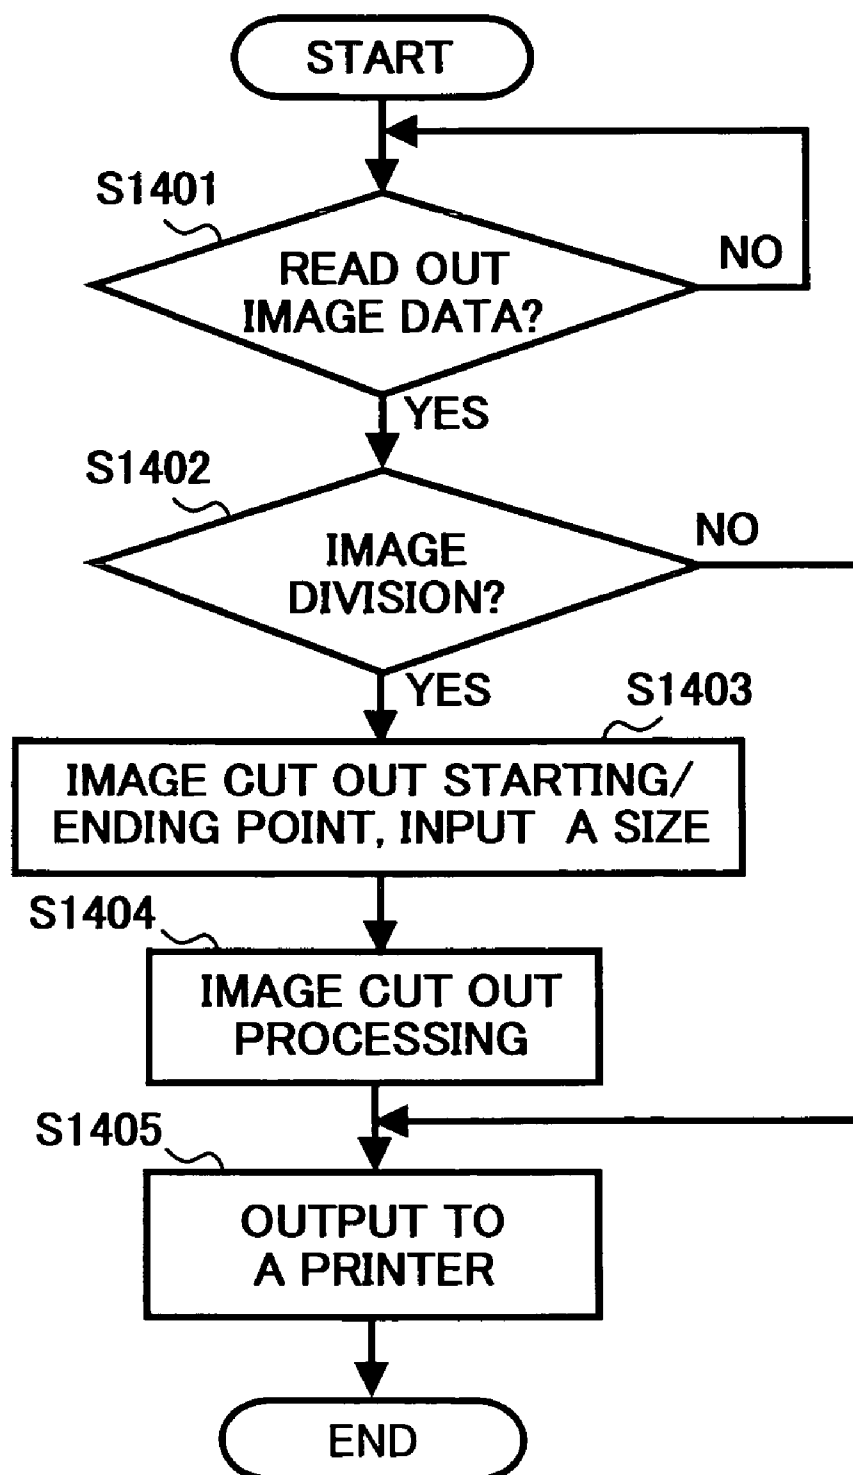 START
S1401
READ OUT
IMAGE DATA?
NO
YES
S1402
IMAGE
DIVISION?
NO
YES
S1403
IMAGE CUT OUT STARTING/
ENDING POINT, INPUT A SIZE
S1404
IMAGE CUT OUT
PROCESSING
S1405
OUTPUT TO
A PRINTER
END